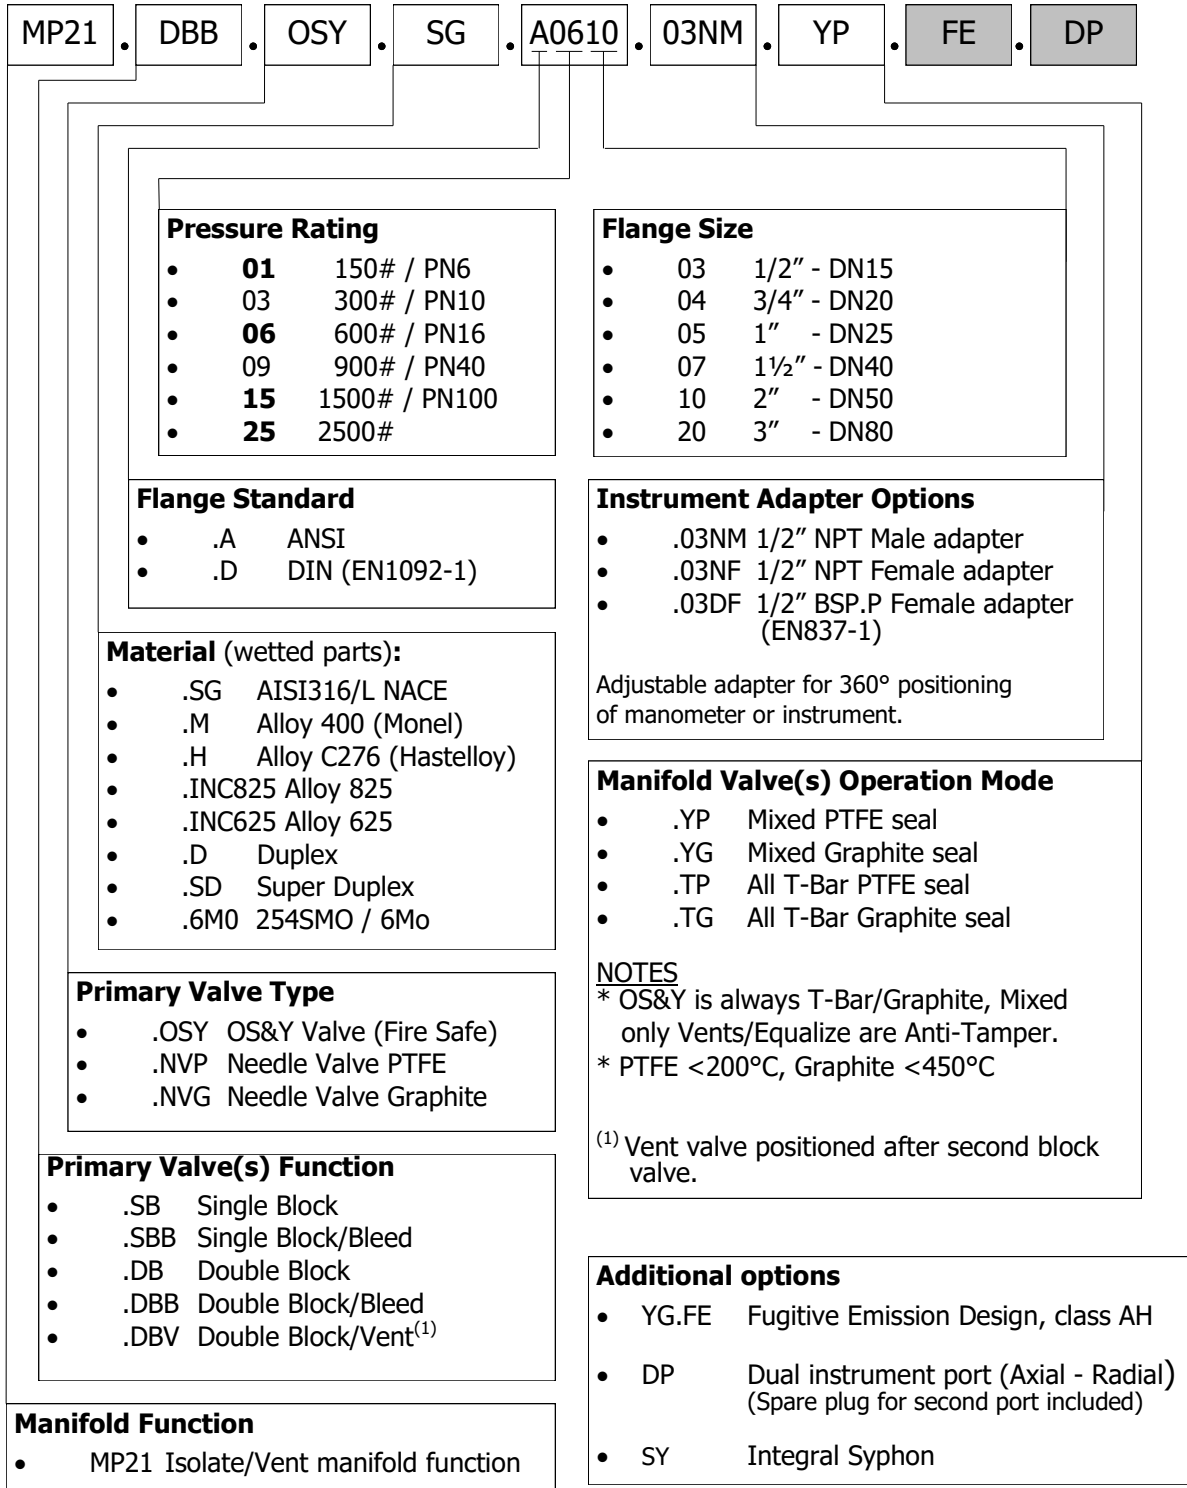 MP21 . DBB . OSY . SG . A0610 . 03NM . YP . FE . DP
Pressure Rating
• 01 150# / PN6
• 03 300# / PN10
• 06 600# / PN16
• 09 900# / PN40
• 15 1500# / PN100
• 25 2500#
Flange Size
• 03 1/2” - DN15
• 04 3/4” - DN20
• 05 1” - DN25
• 07 1½” - DN40
• 10 2” - DN50
• 20 3” - DN80
Flange Standard
• .A ANSI
• .D DIN (EN1092-1)
Instrument Adapter Options
• .03NM 1/2” NPT Male adapter
• .03NF 1/2” NPT Female adapter
• .03DF 1/2” BSP.P Female adapter
(EN837-1)
Adjustable adapter for 360° positioning
of manometer or instrument.
Material (wetted parts):
• .SG AISI316/L NACE
• .M Alloy 400 (Monel)
• .H Alloy C276 (Hastelloy)
• .INC825 Alloy 825
• .INC625 Alloy 625
• .D Duplex
• .SD Super Duplex
• .6M0 254SMO / 6Mo
Manifold Valve(s) Operation Mode
• .YP Mixed PTFE seal
• .YG Mixed Graphite seal
• .TP All T-Bar PTFE seal
• .TG All T-Bar Graphite seal
NOTES
* OS&Y is always T-Bar/Graphite, Mixed
only Vents/Equalize are Anti-Tamper.
* PTFE <200°C, Graphite <450°C
(1) Vent valve positioned after second block
valve.
Primary Valve Type
• .OSY OS&Y Valve (Fire Safe)
• .NVP Needle Valve PTFE
• .NVG Needle Valve Graphite
Primary Valve(s) Function
• .SB Single Block
• .SBB Single Block/Bleed
• .DB Double Block
• .DBB Double Block/Bleed
• .DBV Double Block/Vent(1)
Additional options
• YG.FE Fugitive Emission Design, class AH
• DP Dual instrument port (Axial - Radial)
(Spare plug for second port included)
• SY Integral Syphon
Manifold Function
• MP21 Isolate/Vent manifold function